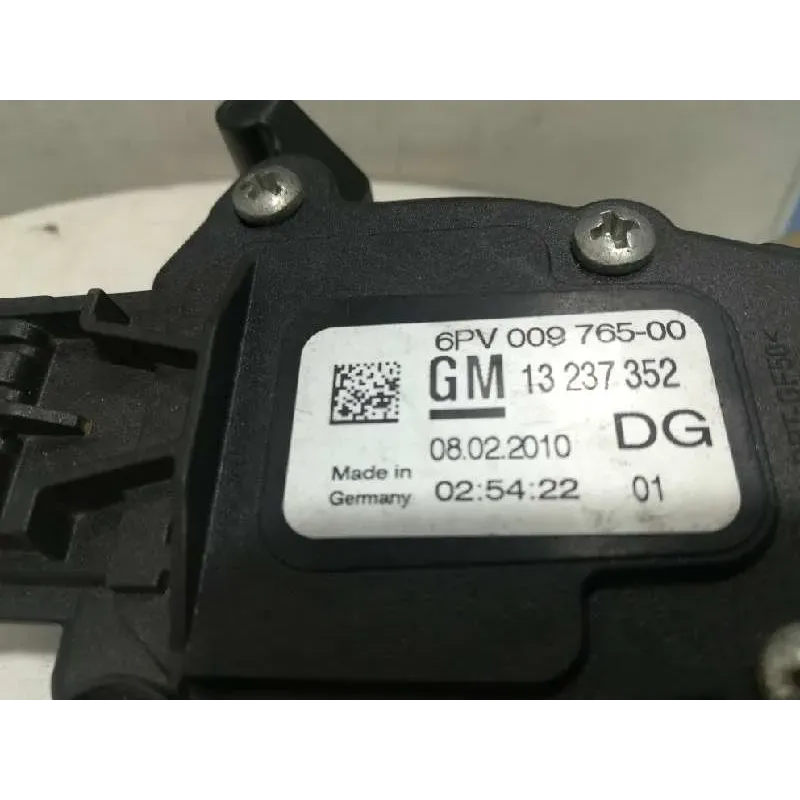 6PV 009 765-00
GM 13 237 352
08.02.2010 DG
Made in
Germany 02:54:22 01